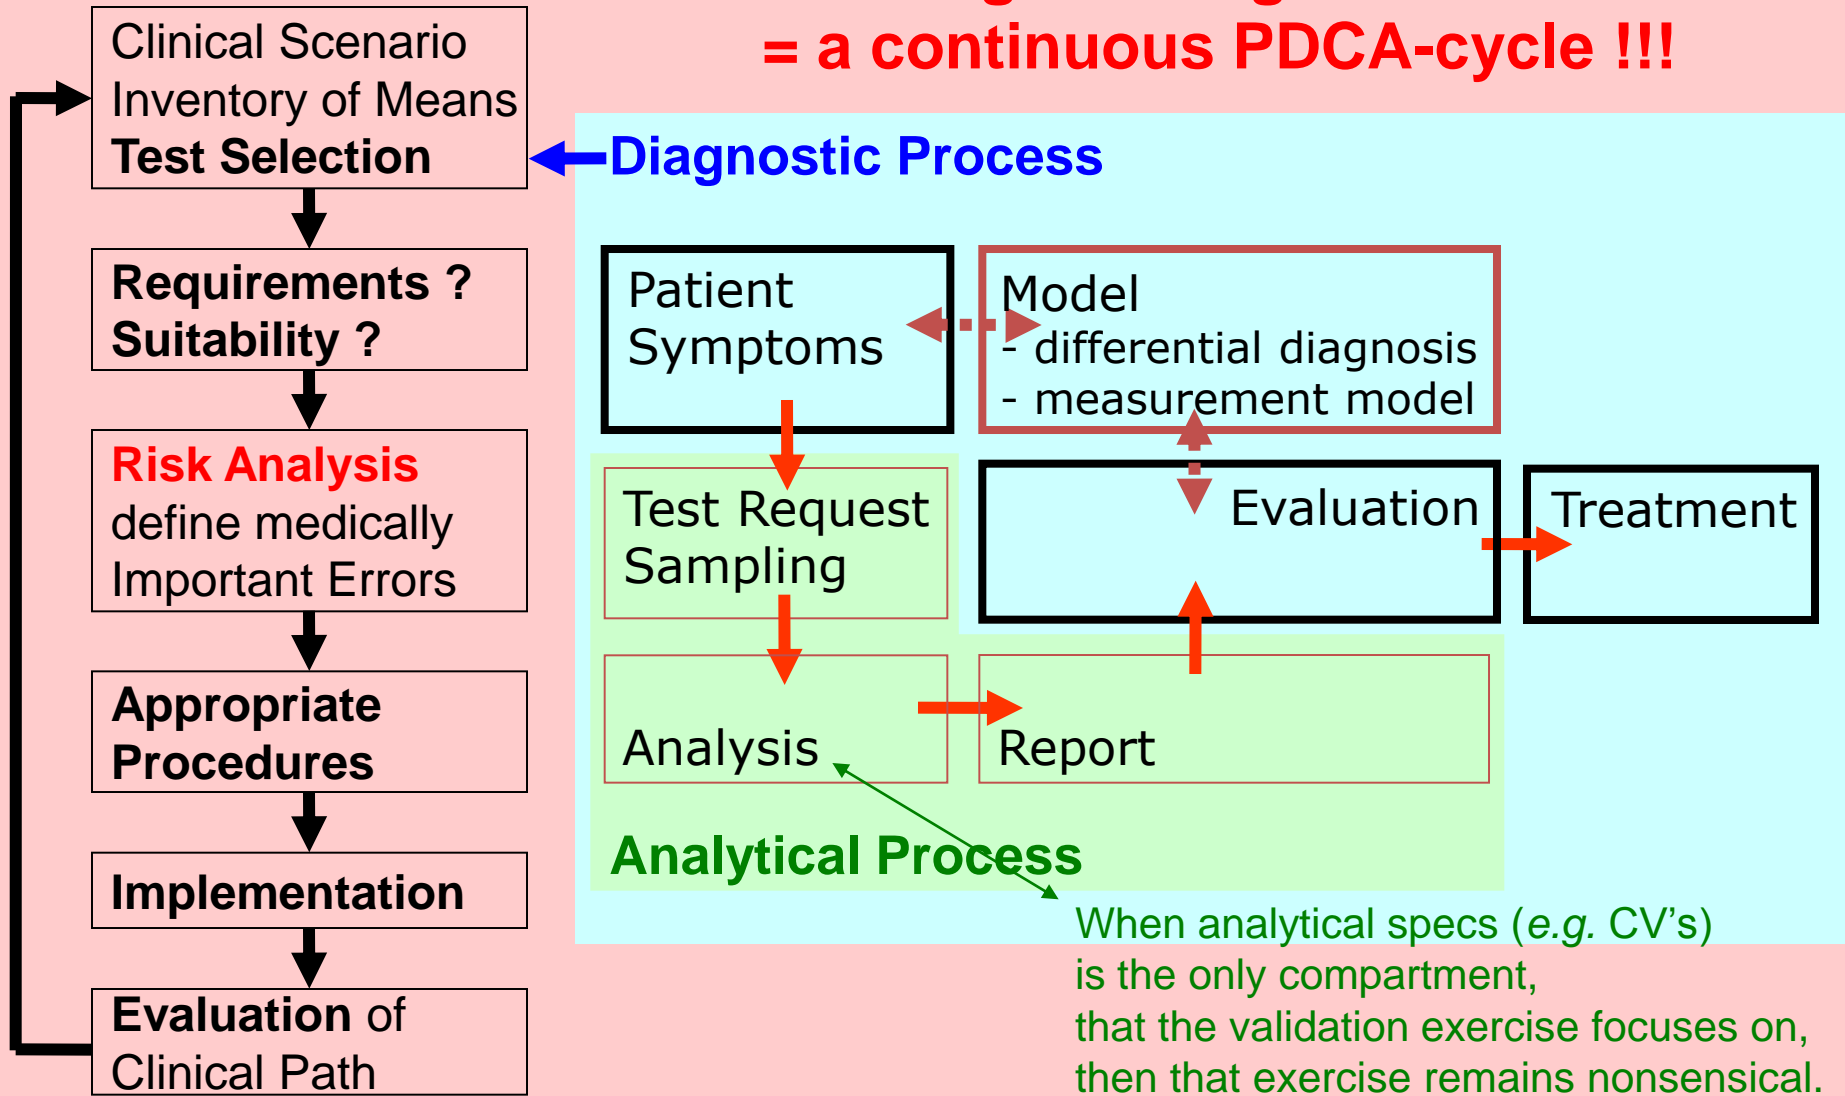 = a continuous PDCA-cycle !!!
Clinical Scenario
Inventory of Means
Test Selection
Requirements ?
Suitability ?
Risk Analysis
define medically
Important Errors
Appropriate
Procedures
Implementation
Evaluation of
Clinical Path
Diagnostic Process
Patient
Symptoms
Model
- differential diagnosis
- measurement model
Test Request
Sampling
Evaluation
Treatment
Analysis
Report
Analytical Process
When analytical specs (e.g. CV's)
is the only compartment,
that the validation exercise focuses on,
then that exercise remains nonsensical.